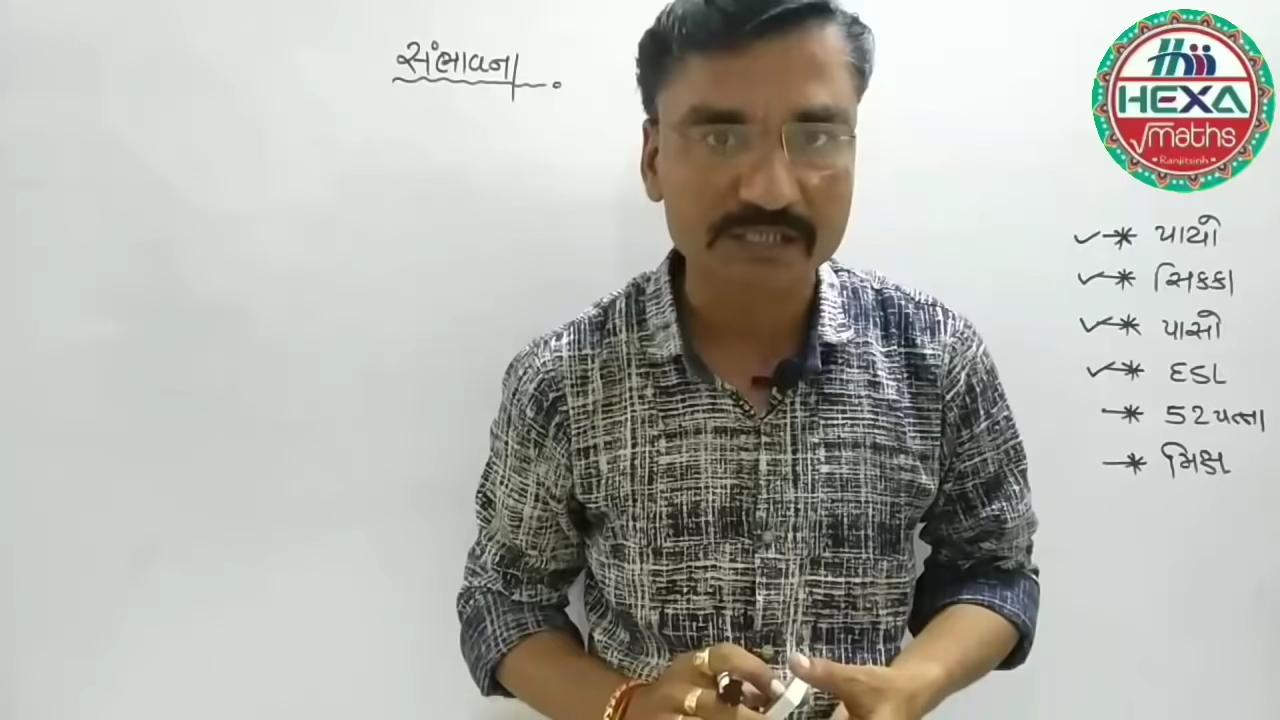 સંભાવના
HEXA
maths
Ranjitsinh
પાયો
સિક્કા
પાસો
દડા
52 પત્તા
મિક્ષ